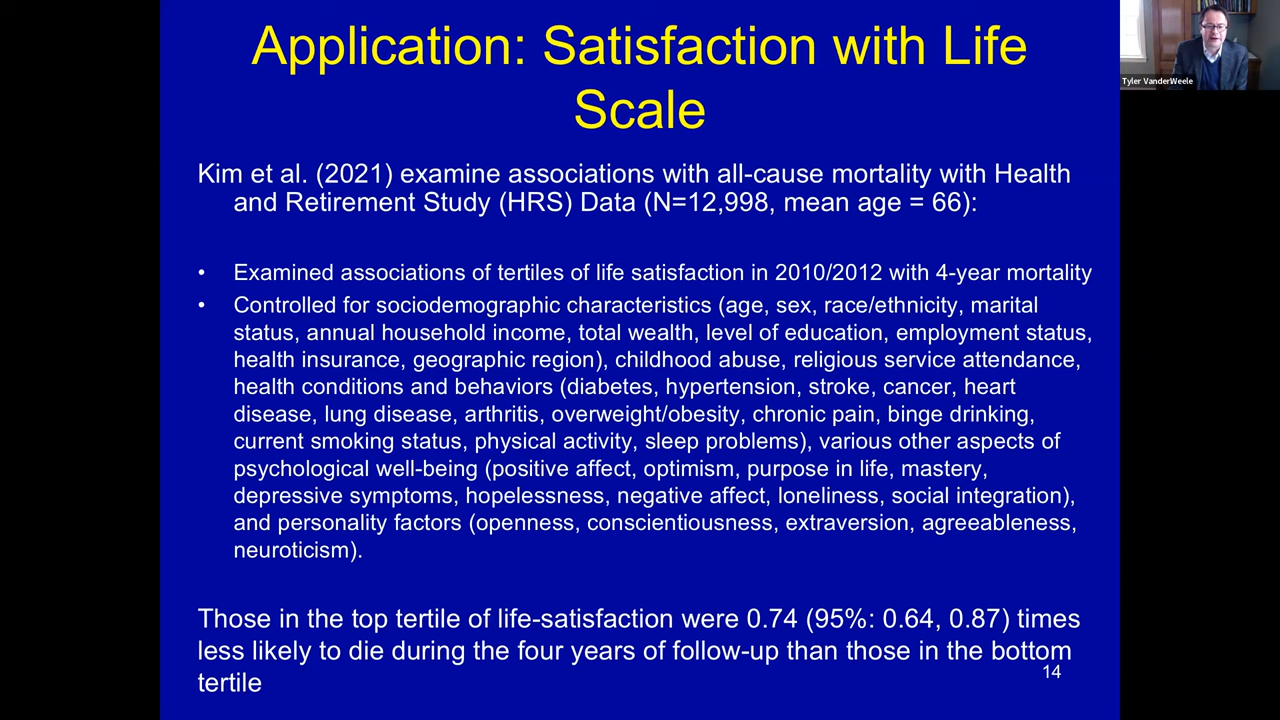 Application: Satisfaction with Life
Scale
Tyler VanderWeele
Kim et al. (2021) examine associations with all-cause mortality with Health
and Retirement Study (HRS) Data (N=12,998, mean age = 66):
• Examined associations of tertiles of life satisfaction in 2010/2012 with 4-year mortality
• Controlled for sociodemographic characteristics (age, sex, race/ethnicity, marital
status, annual household income, total wealth, level of education, employment status,
health insurance, geographic region), childhood abuse, religious service attendance,
health conditions and behaviors (diabetes, hypertension, stroke, cancer, heart
disease, lung disease, arthritis, overweight/obesity, chronic pain, binge drinking,
current smoking status, physical activity, sleep problems), various other aspects of
psychological well-being (positive affect, optimism, purpose in life, mastery,
depressive symptoms, hopelessness, negative affect, loneliness, social integration),
and personality factors (openness, conscientiousness, extraversion, agreeableness,
neuroticism).
Those in the top tertile of life-satisfaction were 0.74 (95%: 0.64, 0.87) times
less likely to die during the four years of follow-up than those in the bottom
tertile
14